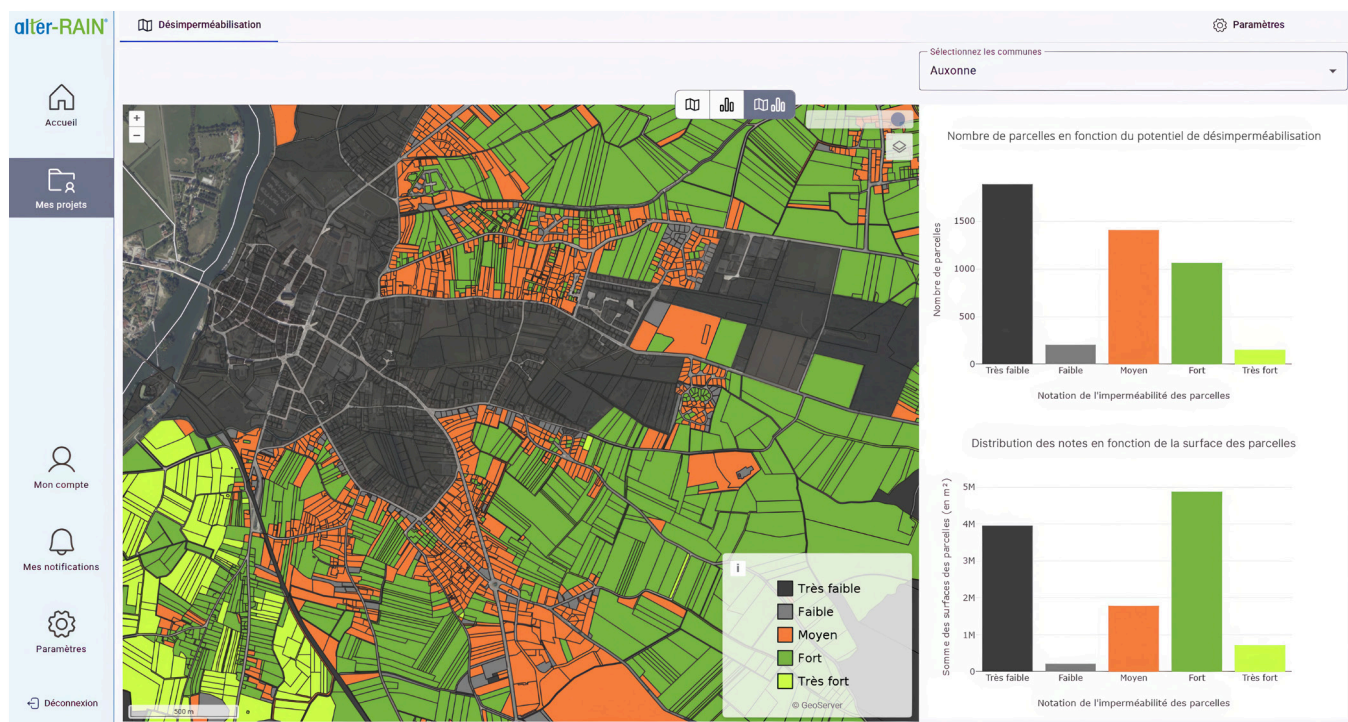 alter-RAIN®
Désimperméabilisation
Paramètres
Sélectionnez les communes
Auxonne
Accueil
Mes projets
Mon compte
Mes notifications
Paramètres
Déconnexion
+
−
500 m
i
Très faible
Faible
Moyen
Fort
Très fort
© GeoServer
Nombre de parcelles en fonction du potentiel de désimperméabilisation
Nombre de parcelles
1500
1000
500
0
Très faible
Faible
Moyen
Fort
Très fort
Notation de l'imperméabilité des parcelles
Distribution des notes en fonction de la surface des parcelles
Somme des surfaces des parcelles (en m²)
5M
4M
3M
2M
1M
0
Très faible
Faible
Moyen
Fort
Très fort
Notation de l'imperméabilité des parcelles